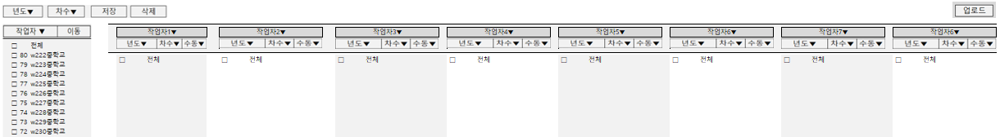 년도▼ 차수▼ 저장 삭제 업로드
작업자 ▼ 이동
작업자1▼ 작업자2▼ 작업자3▼ 작업자4▼ 작업자5▼ 작업자6▼ 작업자7▼ 작업자6▼
년도▼ 차수▼ 수동▼ 년도▼ 차수▼ 수동▼ 년도▼ 차수▼ 수동▼ 년도▼ 차수▼ 수동▼ 년도▼ 차수▼ 수동▼ 년도▼ 차수▼ 수동▼ 년도▼ 차수▼ 수동▼ 년도▼ 차수▼ 수동▼
□ 전체
□ 전체 □ 전체 □ 전체 □ 전체 □ 전체 □ 전체 □ 전체 □ 전체
□ 80 w222중학교
□ 79 w223중학교
□ 78 w224중학교
□ 77 w225중학교
□ 76 w226중학교
□ 75 w227중학교
□ 74 w228중학교
□ 73 w229중학교
□ 72 w230중학교